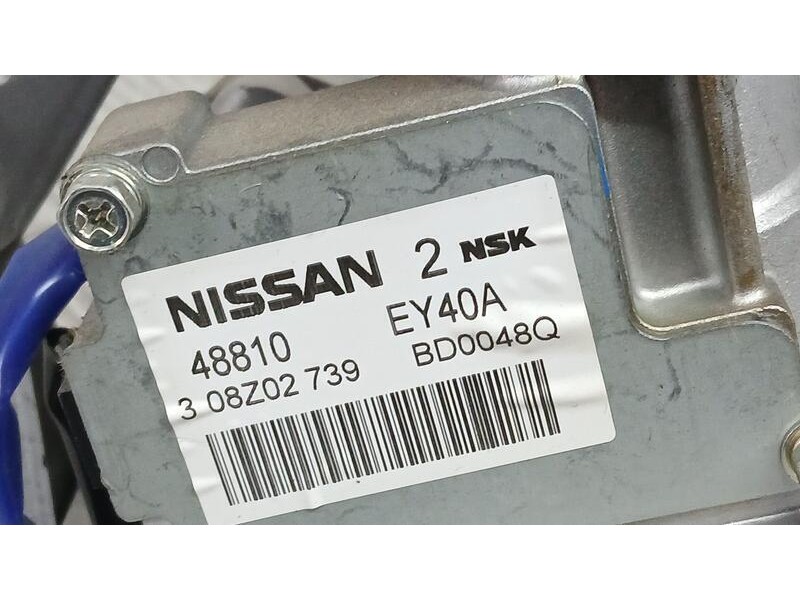 NISSAN 2 NSK
48810 EY40A
3 08Z02 739 BD0048Q